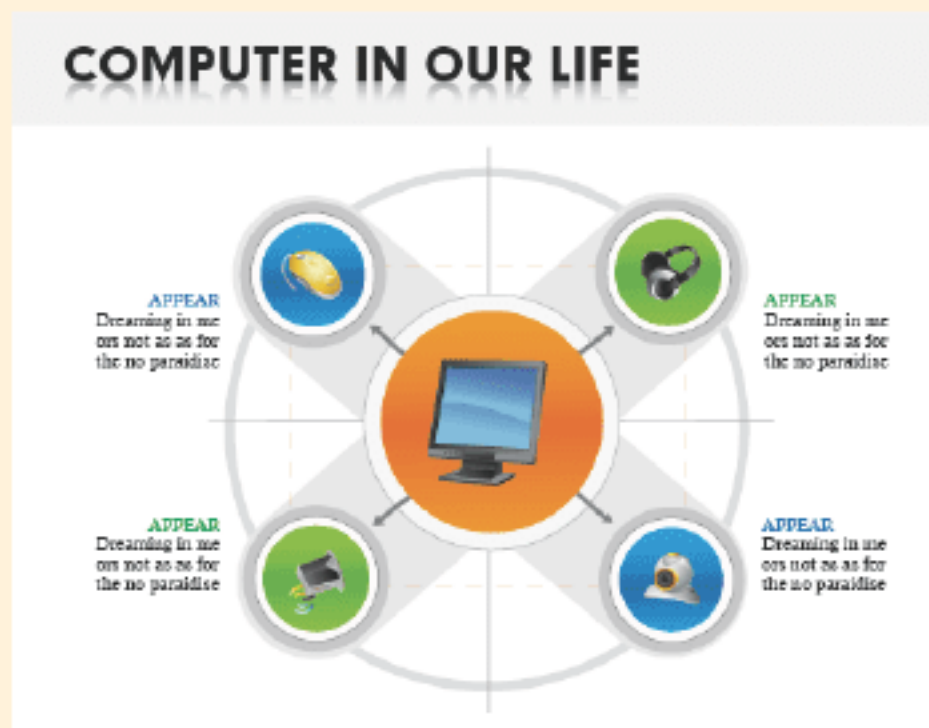 COMPUTER IN OUR LIFE
APPEAR
Dreaming in me
ors not as as for
the no paraidise
APPEAR
Dreaming in me
ors not as as for
the no paraidise
APPEAR
Dreaming in me
ors not as as for
the no paraidise
APPEAR
Dreaming in me
ors not as as for
the no paraidise